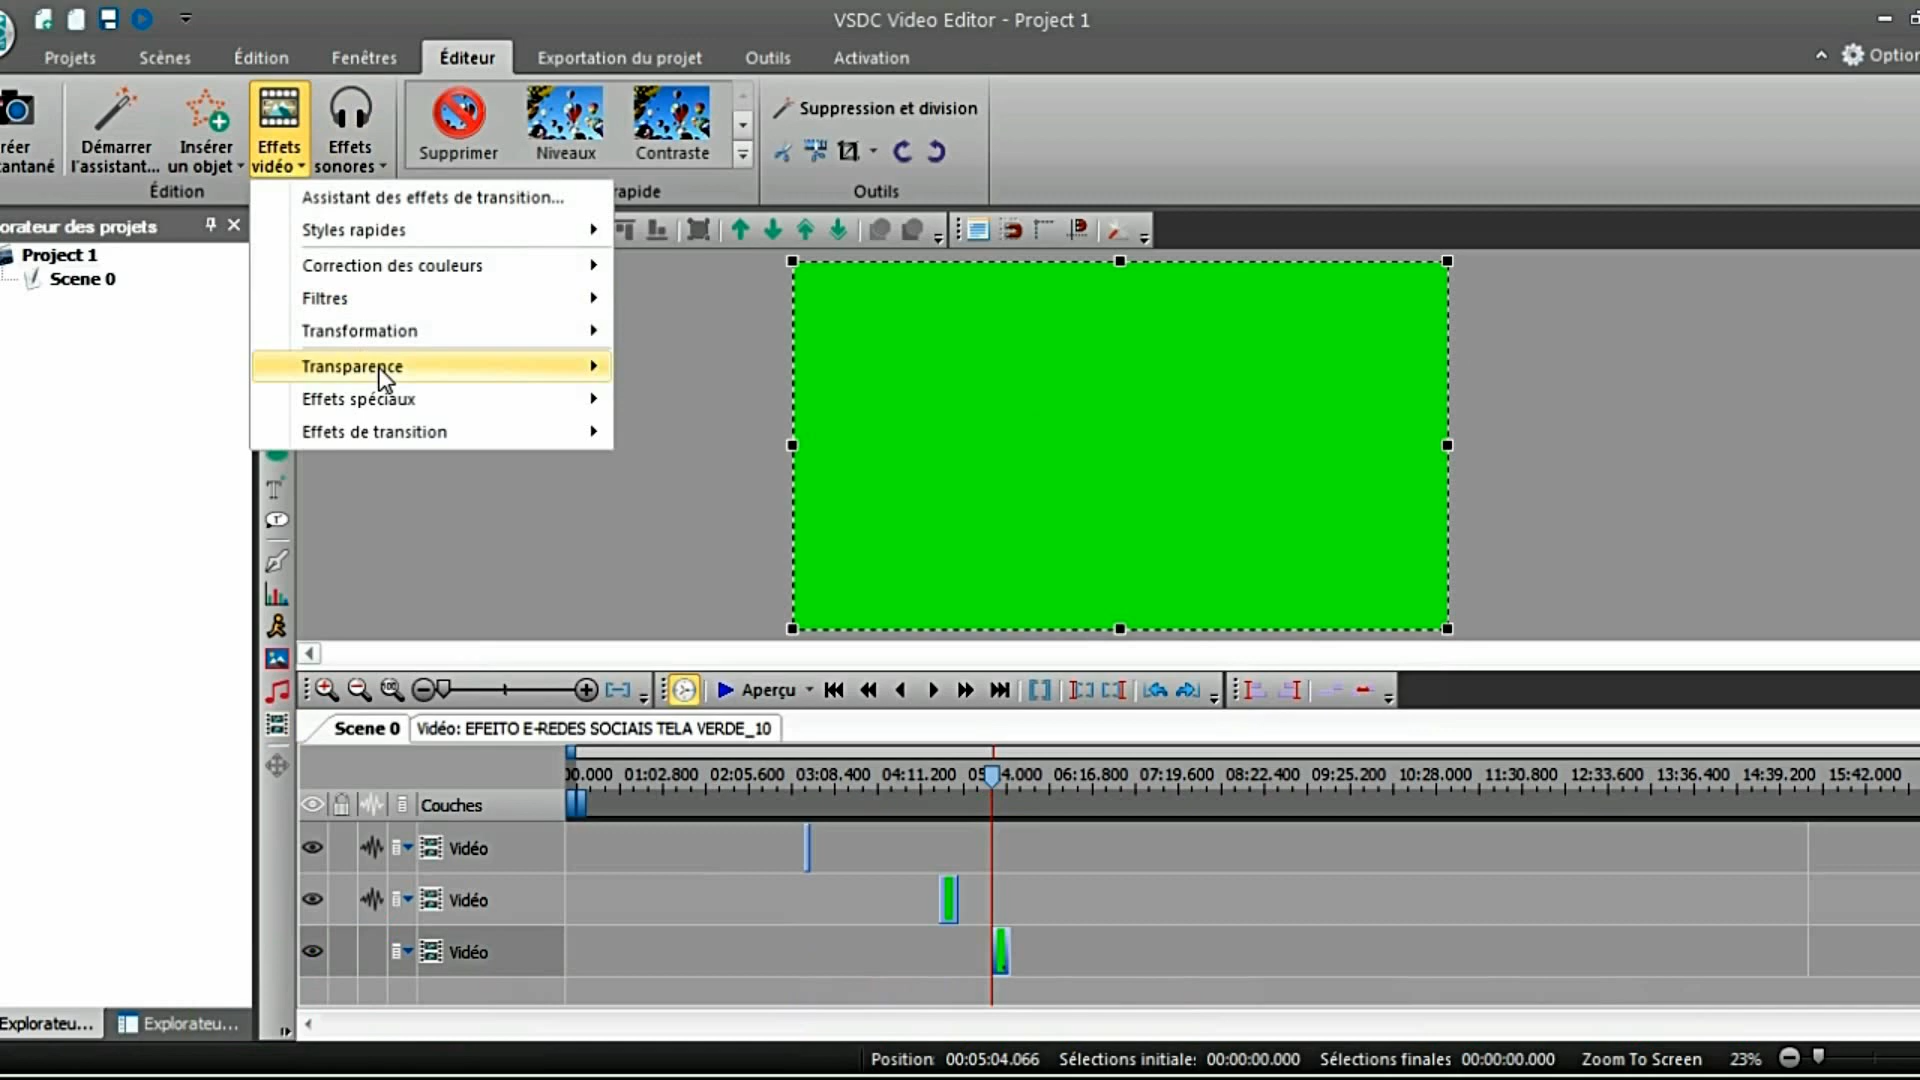 VSDC Video Editor - Project 1
Projets
Scènes
Édition
Fenêtres
Éditeur
Exportation du projet
Outils
Activation
Option
réer
tantané
Démarrer
l'assistant...
Insérer
un objet
Effets
vidéo
Effets
sonores
Supprimer
Niveaux
Contraste
Suppression et division
Édition
rapide
Outils
orateur des projets
Project 1
Scene 0
Assistant des effets de transition...
Styles rapides
Correction des couleurs
Filtres
Transformation
Transparence
Effets spéciaux
Effets de transition
Aperçu
Scene 0
Vidéo: EFEITO E-REDES SOCIAIS TELA VERDE_10
00.000 01:02.800 02:05.600 03:08.400 04:11.200 05 4.000 06:16.800 07:19.600 08:22.400 09:25.200 10:28.000 11:30.800 12:33.600 13:36.400 14:39.200 15:42.000
Couches
Vidéo
Vidéo
Vidéo
Explorateu...
Explorateu...
Position: 00:05:04.066 Sélections initiale: 00:00:00.000 Sélections finales 00:00:00.000 Zoom To Screen 23%